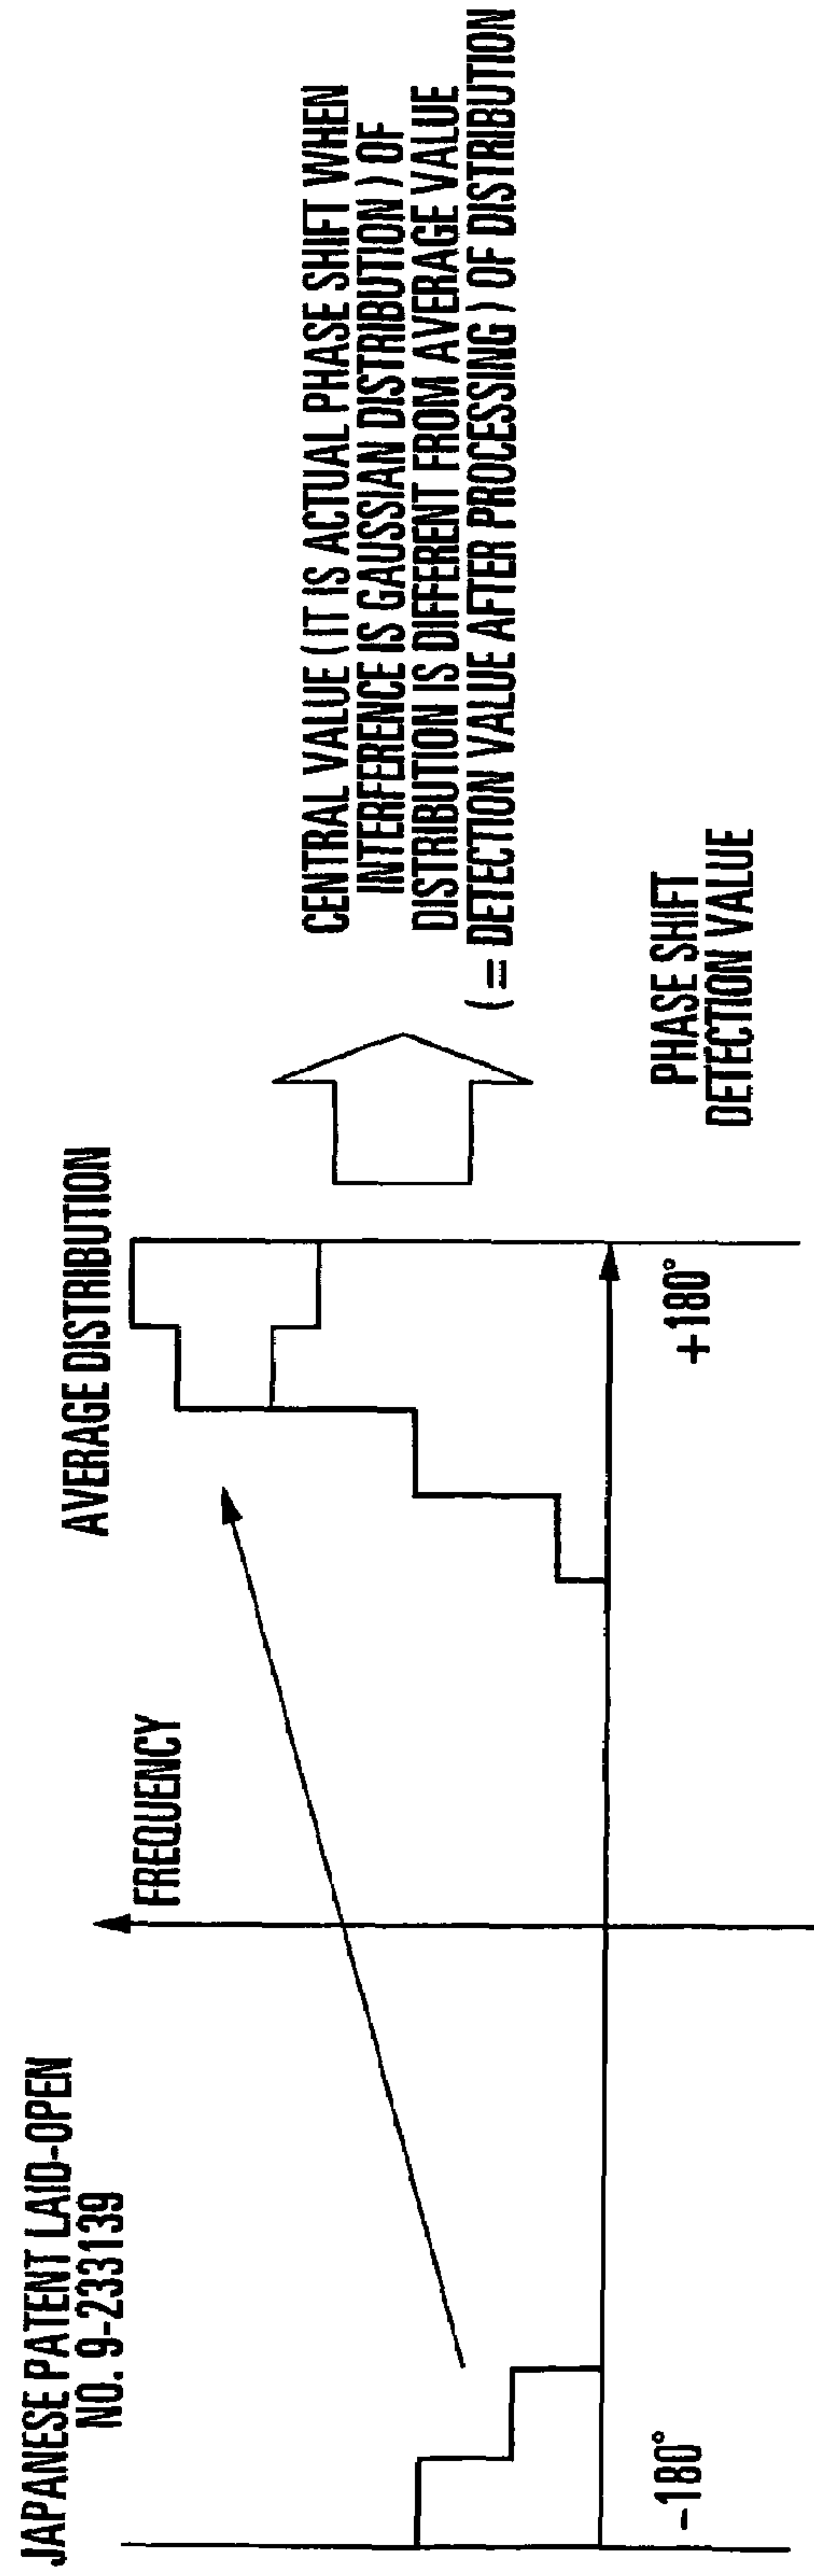 JAPANESE PATENT LAID-OPEN
NO. 9-233139
FREQUENCY
AVERAGE DISTRIBUTION
-180°
+180°
PHASE SHIFT
DETECTION VALUE
CENTRAL VALUE (IT IS ACTUAL PHASE SHIFT WHEN
INTERFERENCE IS GAUSSIAN DISTRIBUTION) OF
DISTRIBUTION IS DIFFERENT FROM AVERAGE VALUE
(= DETECTION VALUE AFTER PROCESSING) OF DISTRIBUTION